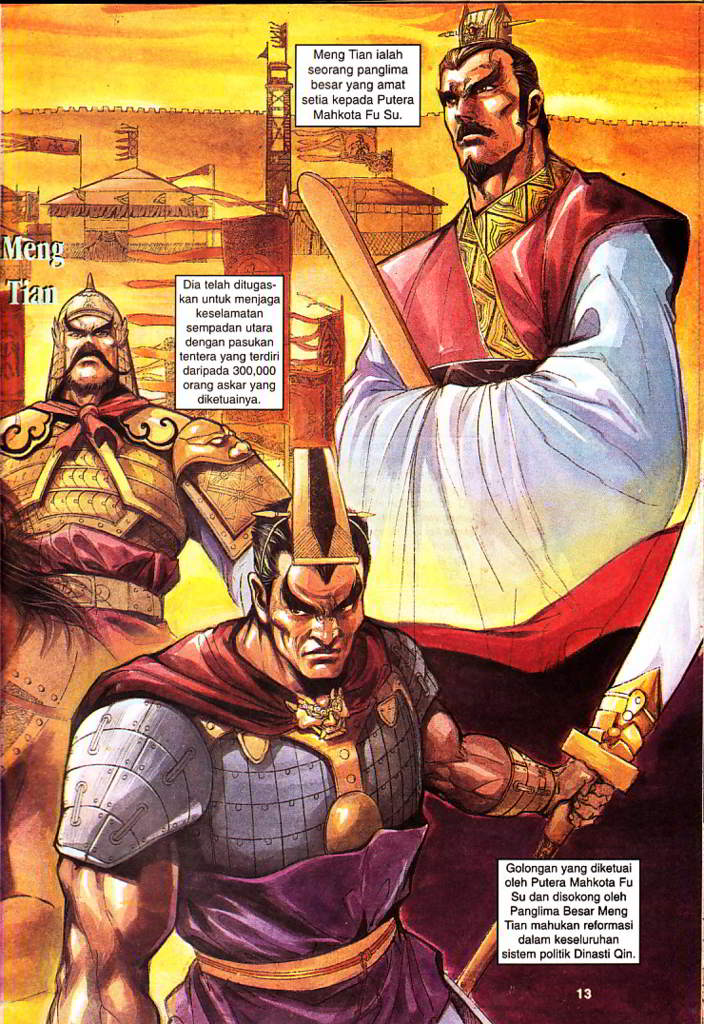 Meng Tian ialah
seorang panglima
besar yang amat
setia kepada Putera
Mahkota Fu Su.
Meng
Tian
Dia telah ditugas-
kan untuk menjaga
keselamatan
sempadan utara
dengan pasukan
tentera yang terdiri
daripada 300,000
orang askar yang
diketuainya.
Golongan yang diketuai
oleh Putera Mahkota Fu
Su dan disokong oleh
Panglima Besar Meng
Tian mahukan reformasi
dalam keseluruhan
sistem politik Dinasti Qin.
13